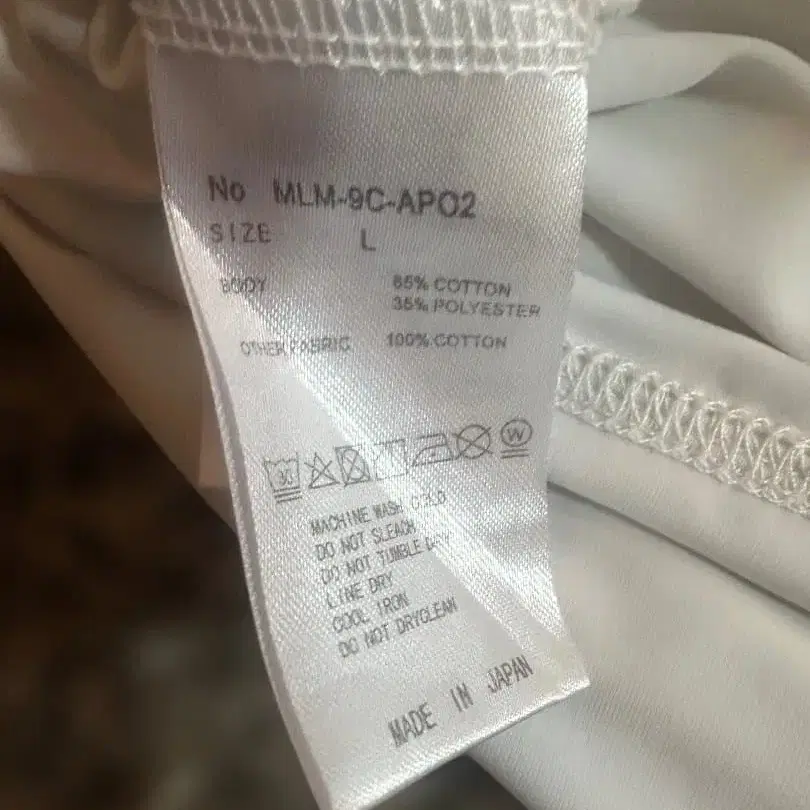 No MLM-9C-AP02
SIZE L
BODY 65% COTTON
35% POLYESTER
OTHER FABRIC 100% COTTON
30
W
MACHINE WASH COLD
DO NOT BLEACH
DO NOT TUMBLE DRY
LINE DRY
COOL IRON
DO NOT DRYCLEAN
MADE IN JAPAN